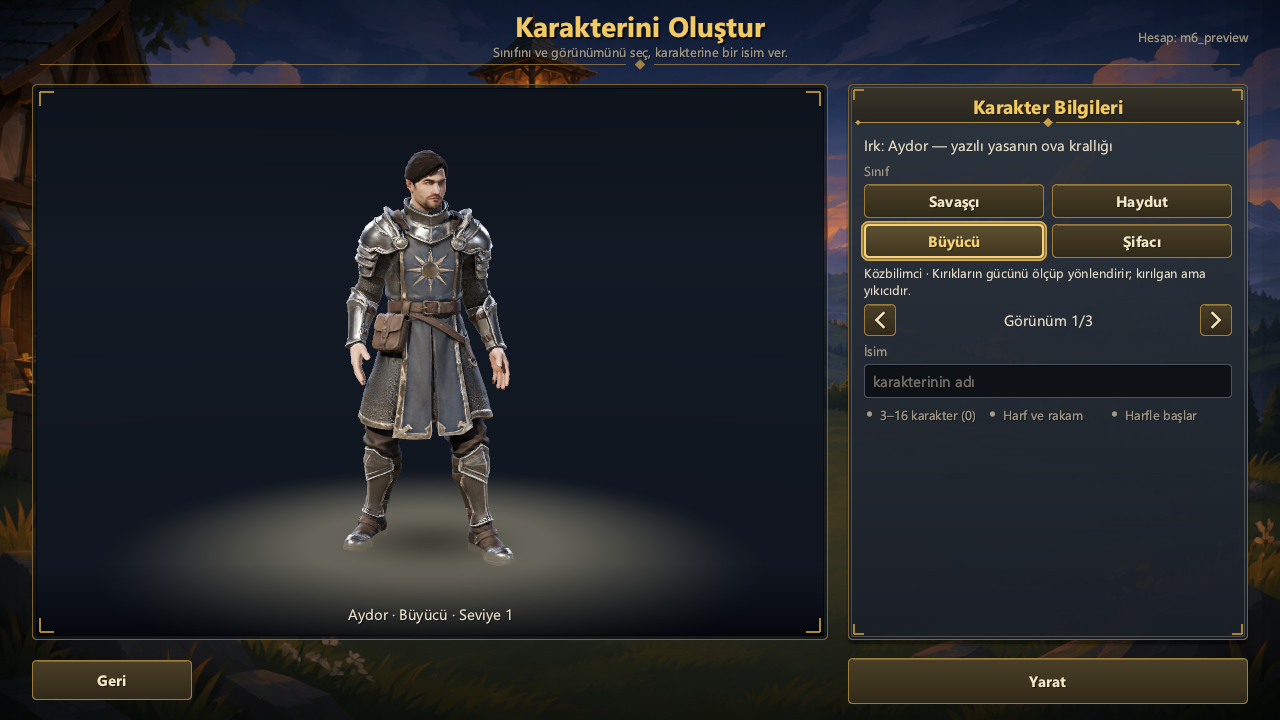 Karakterini Oluştur
Sınıfını ve görünümünü seç, karakterine bir isim ver.
Hesap: m6_preview
Karakter Bilgileri
Irk: Aydor — yazılı yasanın ova krallığı
Sınıf
Savaşçı
Haydut
Büyücü
Şifacı
Közbilimci · Kırıkların gücünü ölçüp yönlendirir; kırılgan ama
yıkıcıdır.
Görünüm 1/3
İsim
karakterinin adı
• 3–16 karakter (0) • Harf ve rakam • Harfle başlar
Aydor · Büyücü · Seviye 1
Geri
Yarat